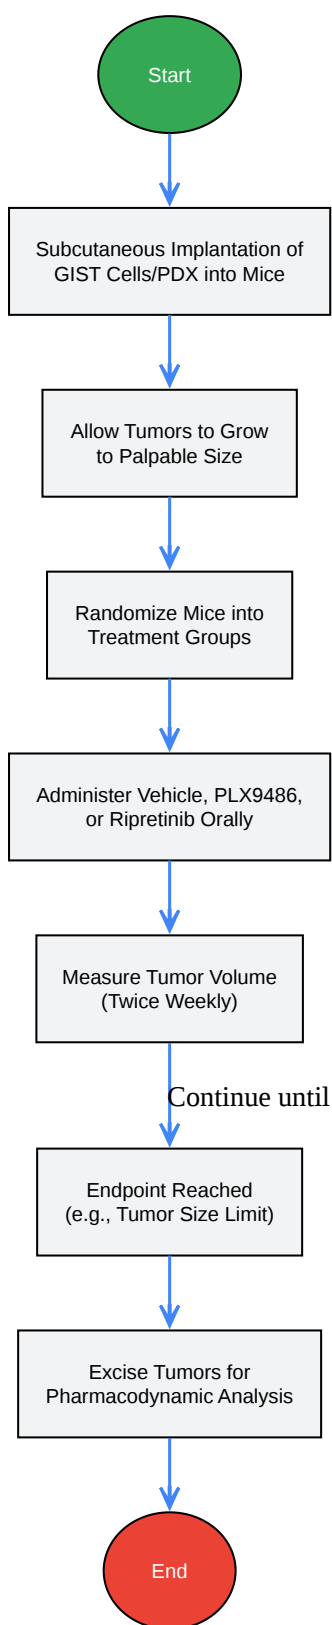 Start
Subcutaneous Implantation of
GIST Cells/PDX into Mice
Allow Tumors to Grow
to Palpable Size
Randomize Mice into
Treatment Groups
Administer Vehicle, PLX9486,
or Ripretinib Orally
Measure Tumor Volume
(Twice Weekly)
Continue until
Endpoint Reached
(e.g., Tumor Size Limit)
Excise Tumors for
Pharmacodynamic Analysis
End